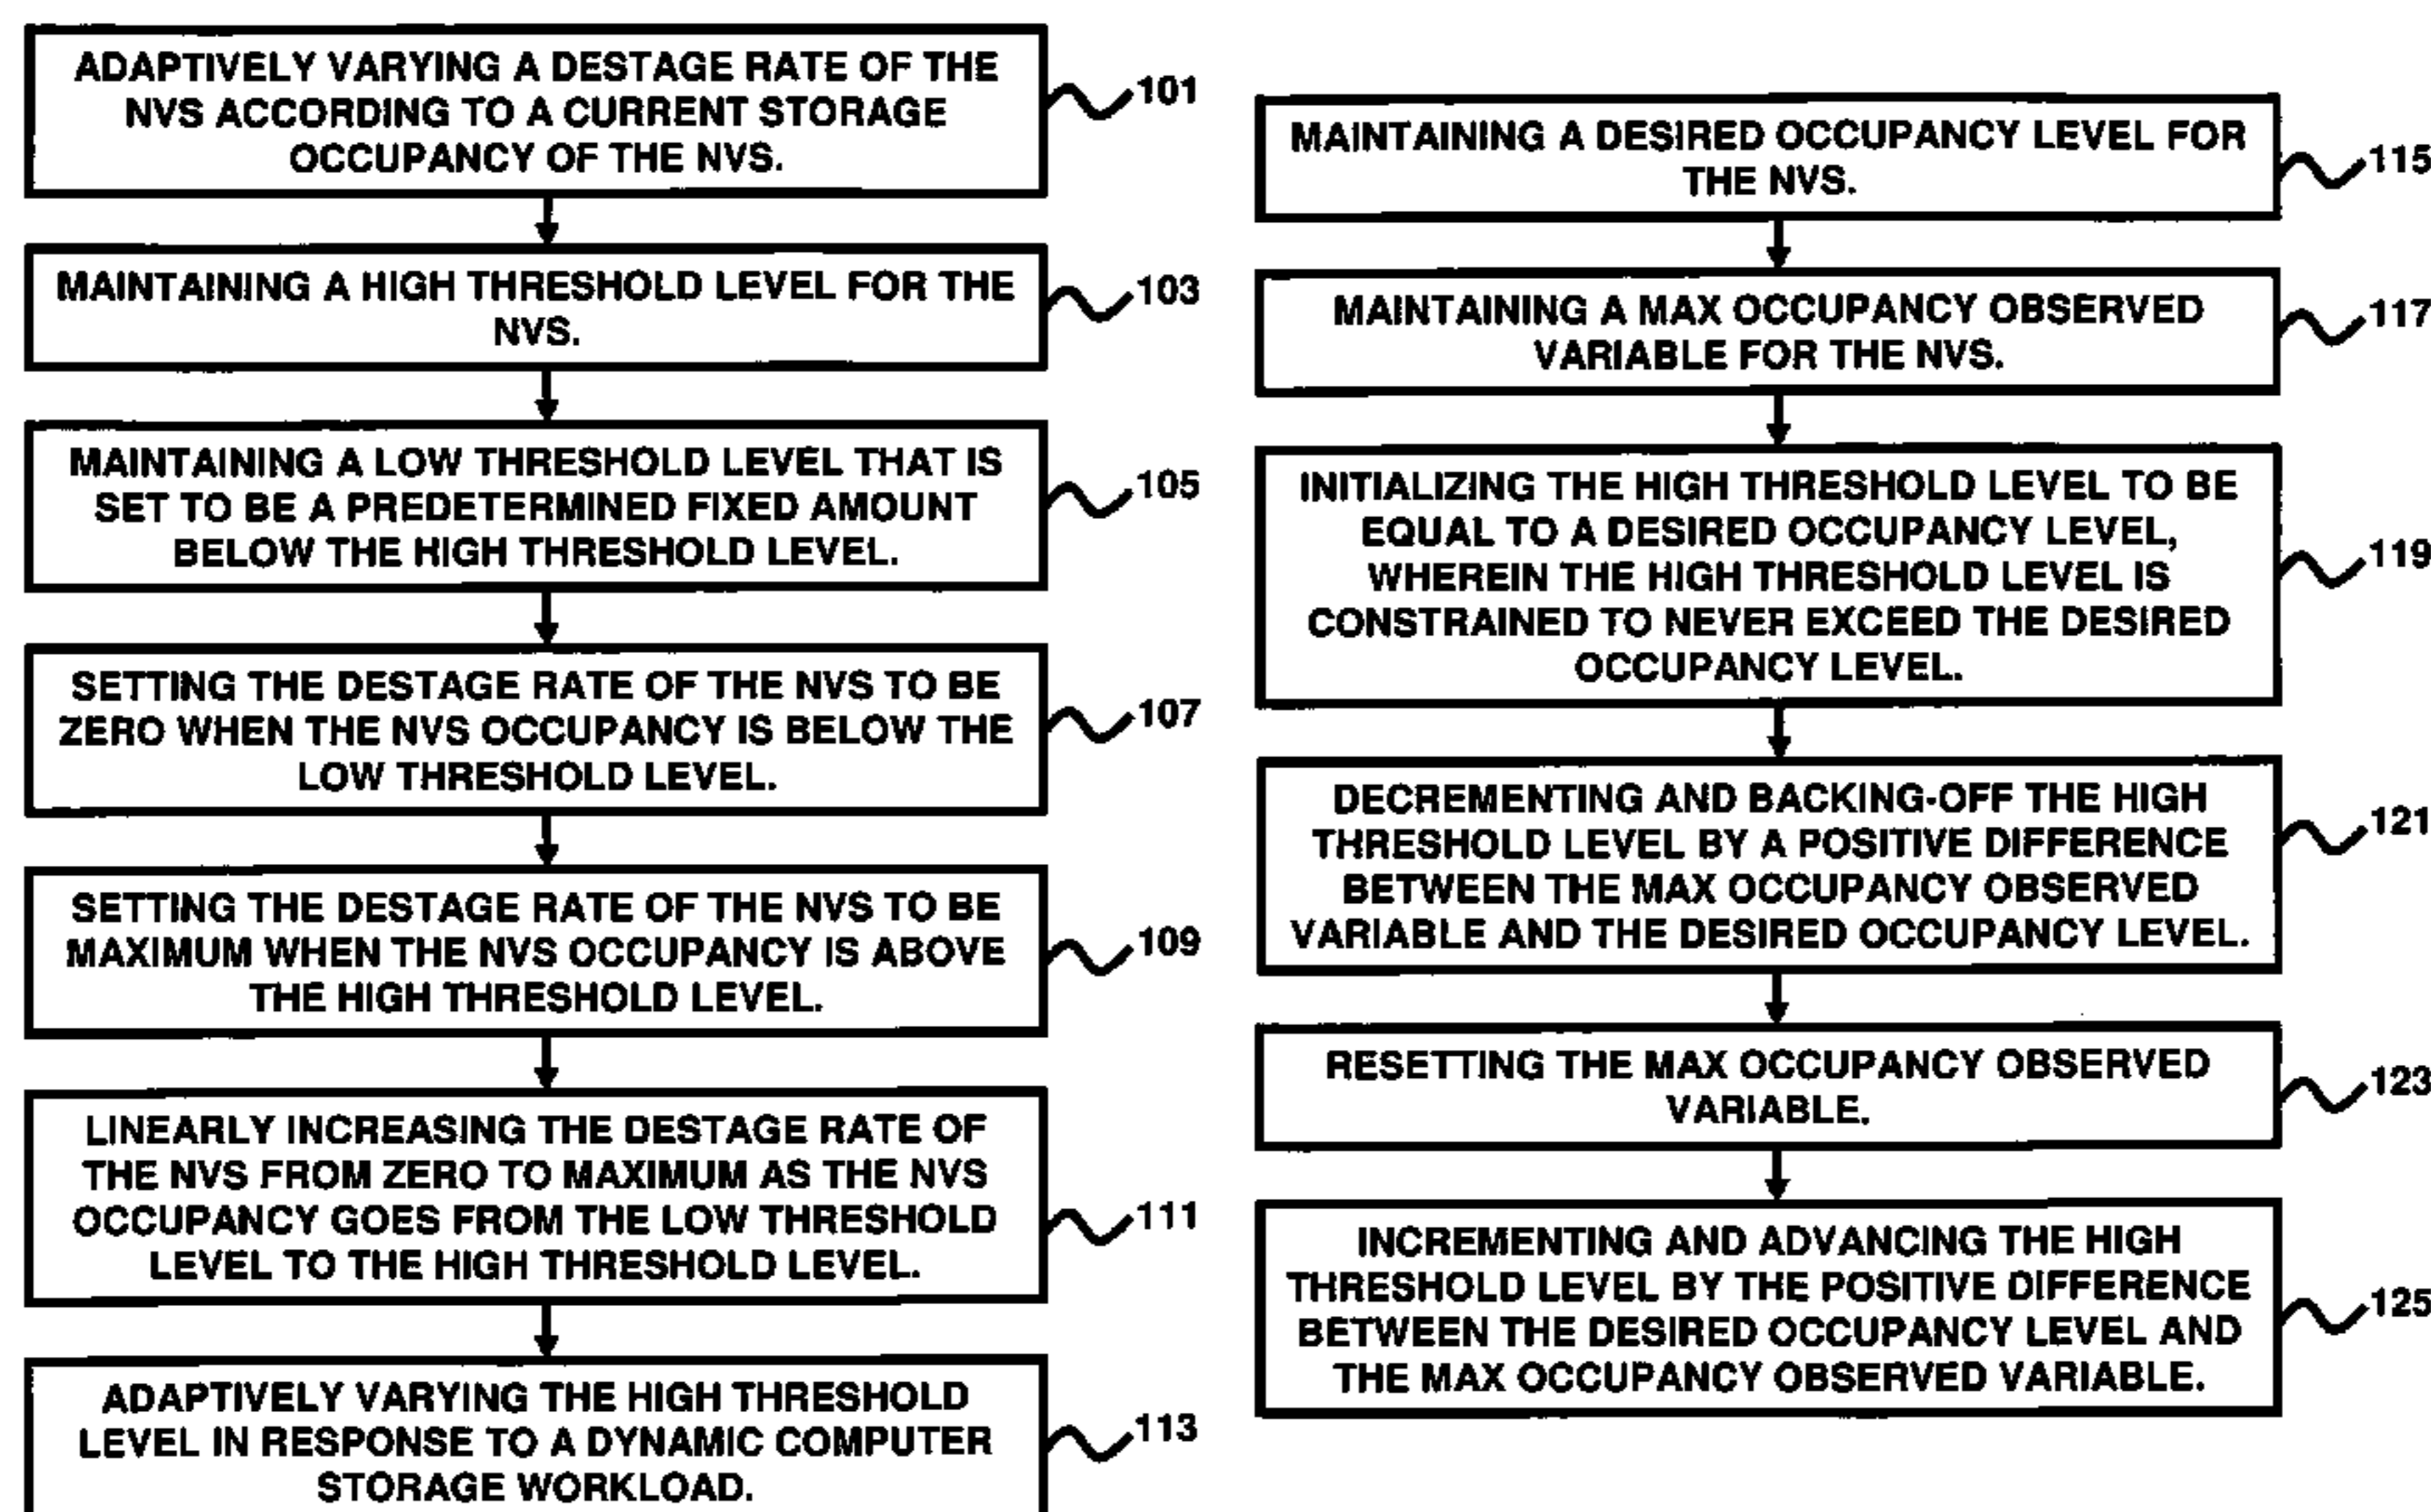 ADAPTIVELY VARYING A DESTAGE RATE OF THE
NVS ACCORDING TO A CURRENT STORAGE
OCCUPANCY OF THE NVS.
101
MAINTAINING A HIGH THRESHOLD LEVEL FOR THE
NVS.
103
MAINTAINING A LOW THRESHOLD LEVEL THAT IS
SET TO BE A PREDETERMINED FIXED AMOUNT
BELOW THE HIGH THRESHOLD LEVEL.
105
SETTING THE DESTAGE RATE OF THE NVS TO BE
ZERO WHEN THE NVS OCCUPANCY IS BELOW THE
LOW THRESHOLD LEVEL.
107
SETTING THE DESTAGE RATE OF THE NVS TO BE
MAXIMUM WHEN THE NVS OCCUPANCY IS ABOVE
THE HIGH THRESHOLD LEVEL.
109
LINEARLY INCREASING THE DESTAGE RATE OF
THE NVS FROM ZERO TO MAXIMUM AS THE NVS
OCCUPANCY GOES FROM THE LOW THRESHOLD
LEVEL TO THE HIGH THRESHOLD LEVEL.
111
ADAPTIVELY VARYING THE HIGH THRESHOLD
LEVEL IN RESPONSE TO A DYNAMIC COMPUTER
STORAGE WORKLOAD.
113
MAINTAINING A DESIRED OCCUPANCY LEVEL FOR
THE NVS.
115
MAINTAINING A MAX OCCUPANCY OBSERVED
VARIABLE FOR THE NVS.
117
INITIALIZING THE HIGH THRESHOLD LEVEL TO BE
EQUAL TO A DESIRED OCCUPANCY LEVEL,
WHEREIN THE HIGH THRESHOLD LEVEL IS
CONSTRAINED TO NEVER EXCEED THE DESIRED
OCCUPANCY LEVEL.
119
DECREMENTING AND BACKING-OFF THE HIGH
THRESHOLD LEVEL BY A POSITIVE DIFFERENCE
BETWEEN THE MAX OCCUPANCY OBSERVED
VARIABLE AND THE DESIRED OCCUPANCY LEVEL.
121
RESETTING THE MAX OCCUPANCY OBSERVED
VARIABLE.
123
INCREMENTING AND ADVANCING THE HIGH
THRESHOLD LEVEL BY THE POSITIVE DIFFERENCE
BETWEEN THE DESIRED OCCUPANCY LEVEL AND
THE MAX OCCUPANCY OBSERVED VARIABLE.
125